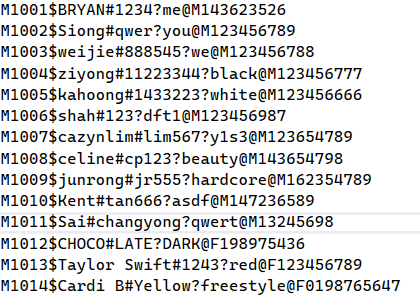 M1001$BRYAN#1234?me@M143623526
M1002$Siong#qwer?you@M123456789
M1003$weijie#888545?we@M123456788
M1004$ziyong#11223344?black@M123456777
M1005$kahoong#1433223?white@M123456666
M1006$shah#123?dft1@M123456987
M1007$cazynlim#lim567?y1s3@M123654789
M1008$celine#cp123?beauty@M143654798
M1009$junrong#jr555?hardcore@M162354789
M1010$Kent#tan666?asdf@M147236589
M1011$Sai#changyong?qwert@M13245698
M1012$CHOCO#LATE?DARK@F198975436
M1013$Taylor Swift#1243?red@F123456789
M1014$Cardi B#Yellow?freestyle@F0198765647